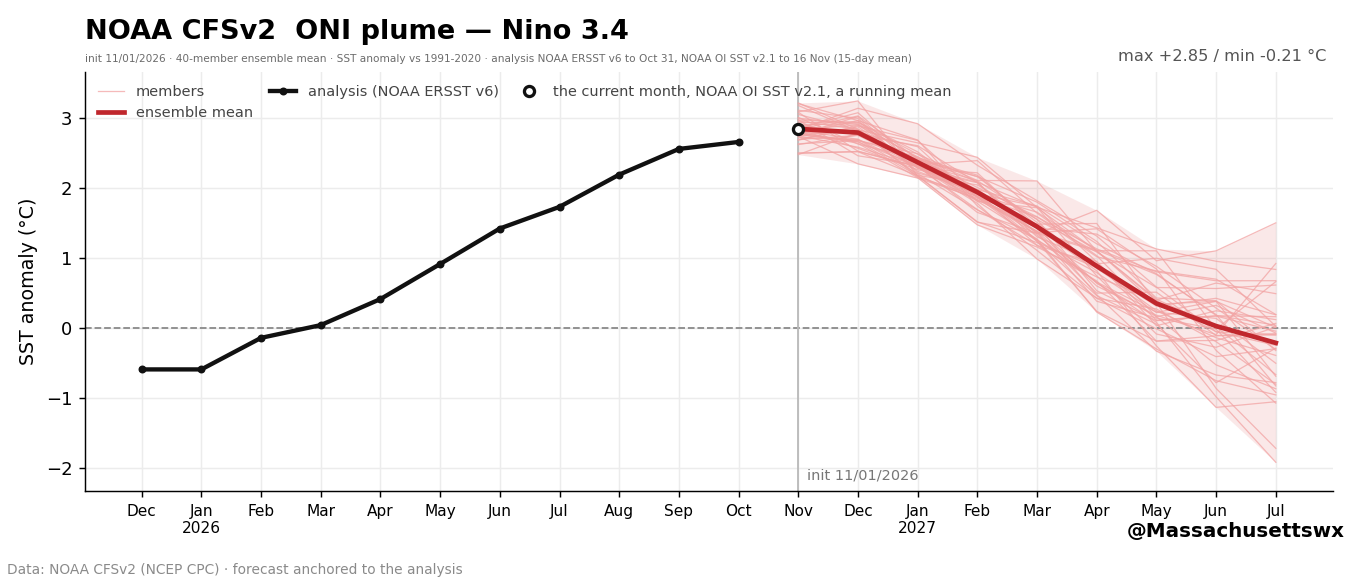 NOAA CFSv2  ONI plume — Nino 3.4
init 11/01/2026 · 40-member ensemble mean · SST anomaly vs 1991-2020 · analysis NOAA ERSST v6 to Oct 31, NOAA OI SST v2.1 to 16 Nov (15-day mean)
max +2.85 / min -0.21 °C
members
analysis (NOAA ERSST v6)
the current month, NOAA OI SST v2.1, a running mean
ensemble mean
SST anomaly (°C)
3
2
1
0
−1
−2
init 11/01/2026
Dec Jan Feb Mar Apr May Jun Jul Aug Sep Oct Nov Dec Jan Feb Mar Apr May Jun Jul
2026 2027
@Massachusettswx
Data: NOAA CFSv2 (NCEP CPC) · forecast anchored to the analysis